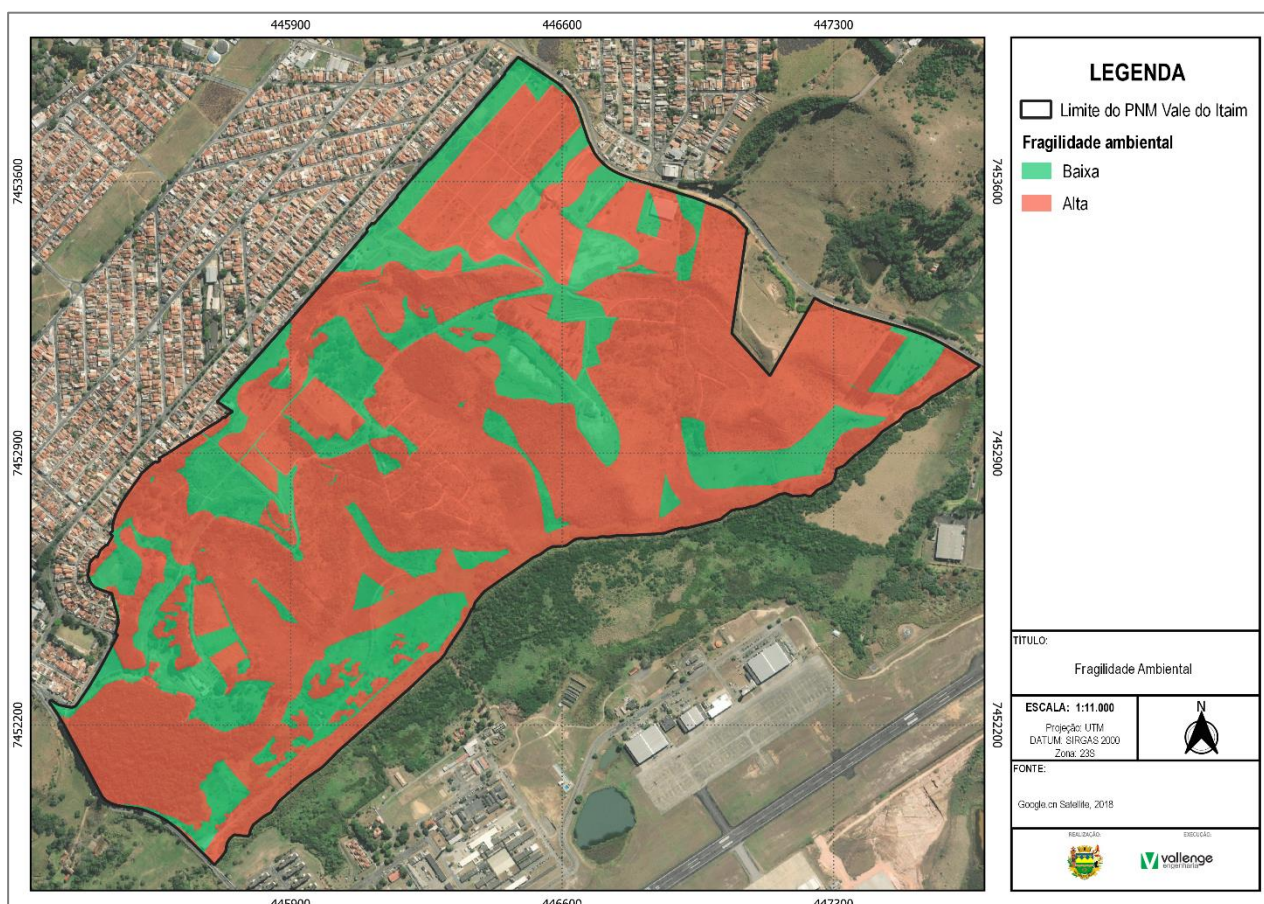 445900
446600
447300
7453600
7452900
7452200
7453600
7452900
7452200
445900
446600
447300
LEGENDA
Limite do PNM Vale do Itaim
Fragilidade ambiental
Baixa
Alta
TÍTULO:
Fragilidade Ambiental
ESCALA: 1:11.000
Projeção: UTM
DATUM: SIRGAS 2000
Zona: 23S
N
FONTE:
Google.cn Satellite, 2018
REALIZAÇÃO:
EXECUÇÃO:
vallenge
engenharia